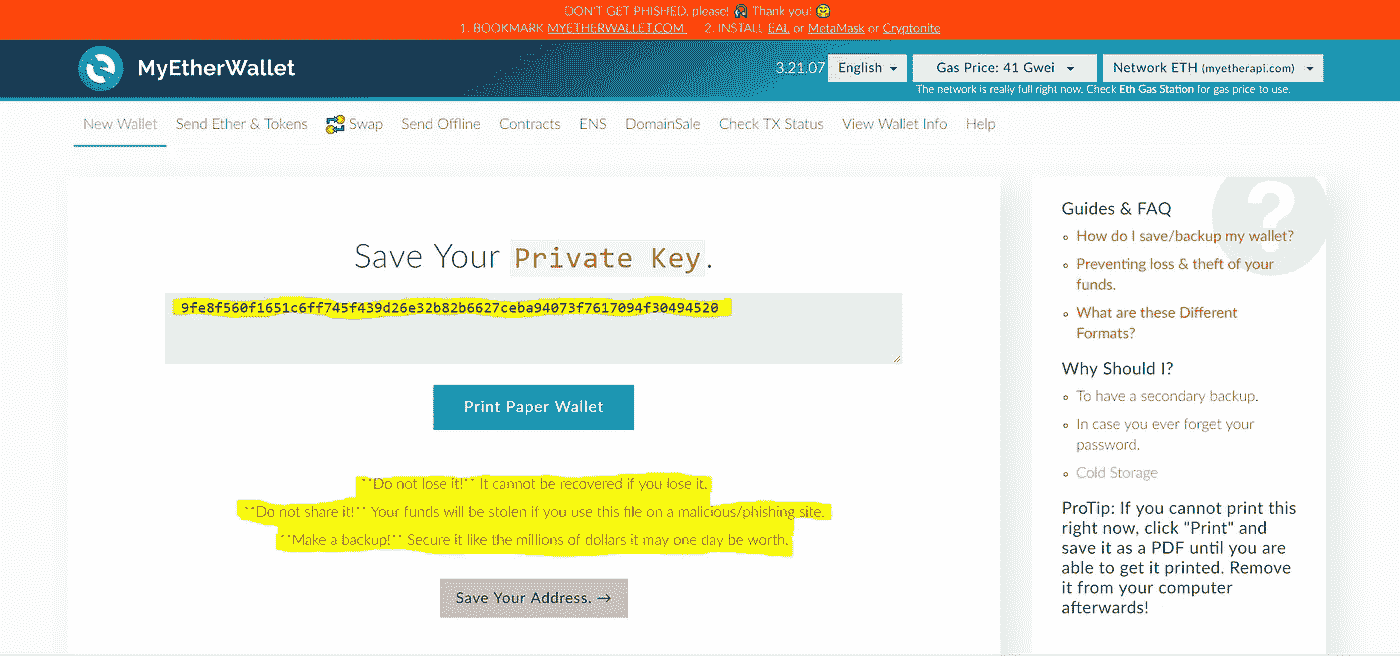 DON'T GET PHISHED, please! 🎣 Thank you! 🤗
1. BOOKMARK MYETHERWALLET.COM 2. INSTALL EAL or MetaMask or Cryptonite
MyEtherWallet
3.21.07 English Gas Price: 41 Gwei Network ETH (myetherapi.com)
The network is really full right now. Check Eth Gas Station for gas price to use.
New Wallet Send Ether & Tokens Swap Send Offline Contracts ENS DomainSale Check TX Status View Wallet Info Help
Save Your Private Key.
9fe8f560f1651c6ff745f439d26e32b82b6627ceba94073f7617094f30494520
Print Paper Wallet
**Do not lose it!** It cannot be recovered if you lose it.
**Do not share it!** Your funds will be stolen if you use this file on a malicious/phishing site.
**Make a backup!** Secure it like the millions of dollars it may one day be worth.
Save Your Address. →
?
Guides & FAQ
How do I save/backup my wallet?
Preventing loss & theft of your
funds.
What are these Different
Formats?
Why Should I?
To have a secondary backup.
In case you ever forget your
password.
Cold Storage
ProTip: If you cannot print this
right now, click "Print" and
save it as a PDF until you are
able to get it printed. Remove
it from your computer
afterwards!